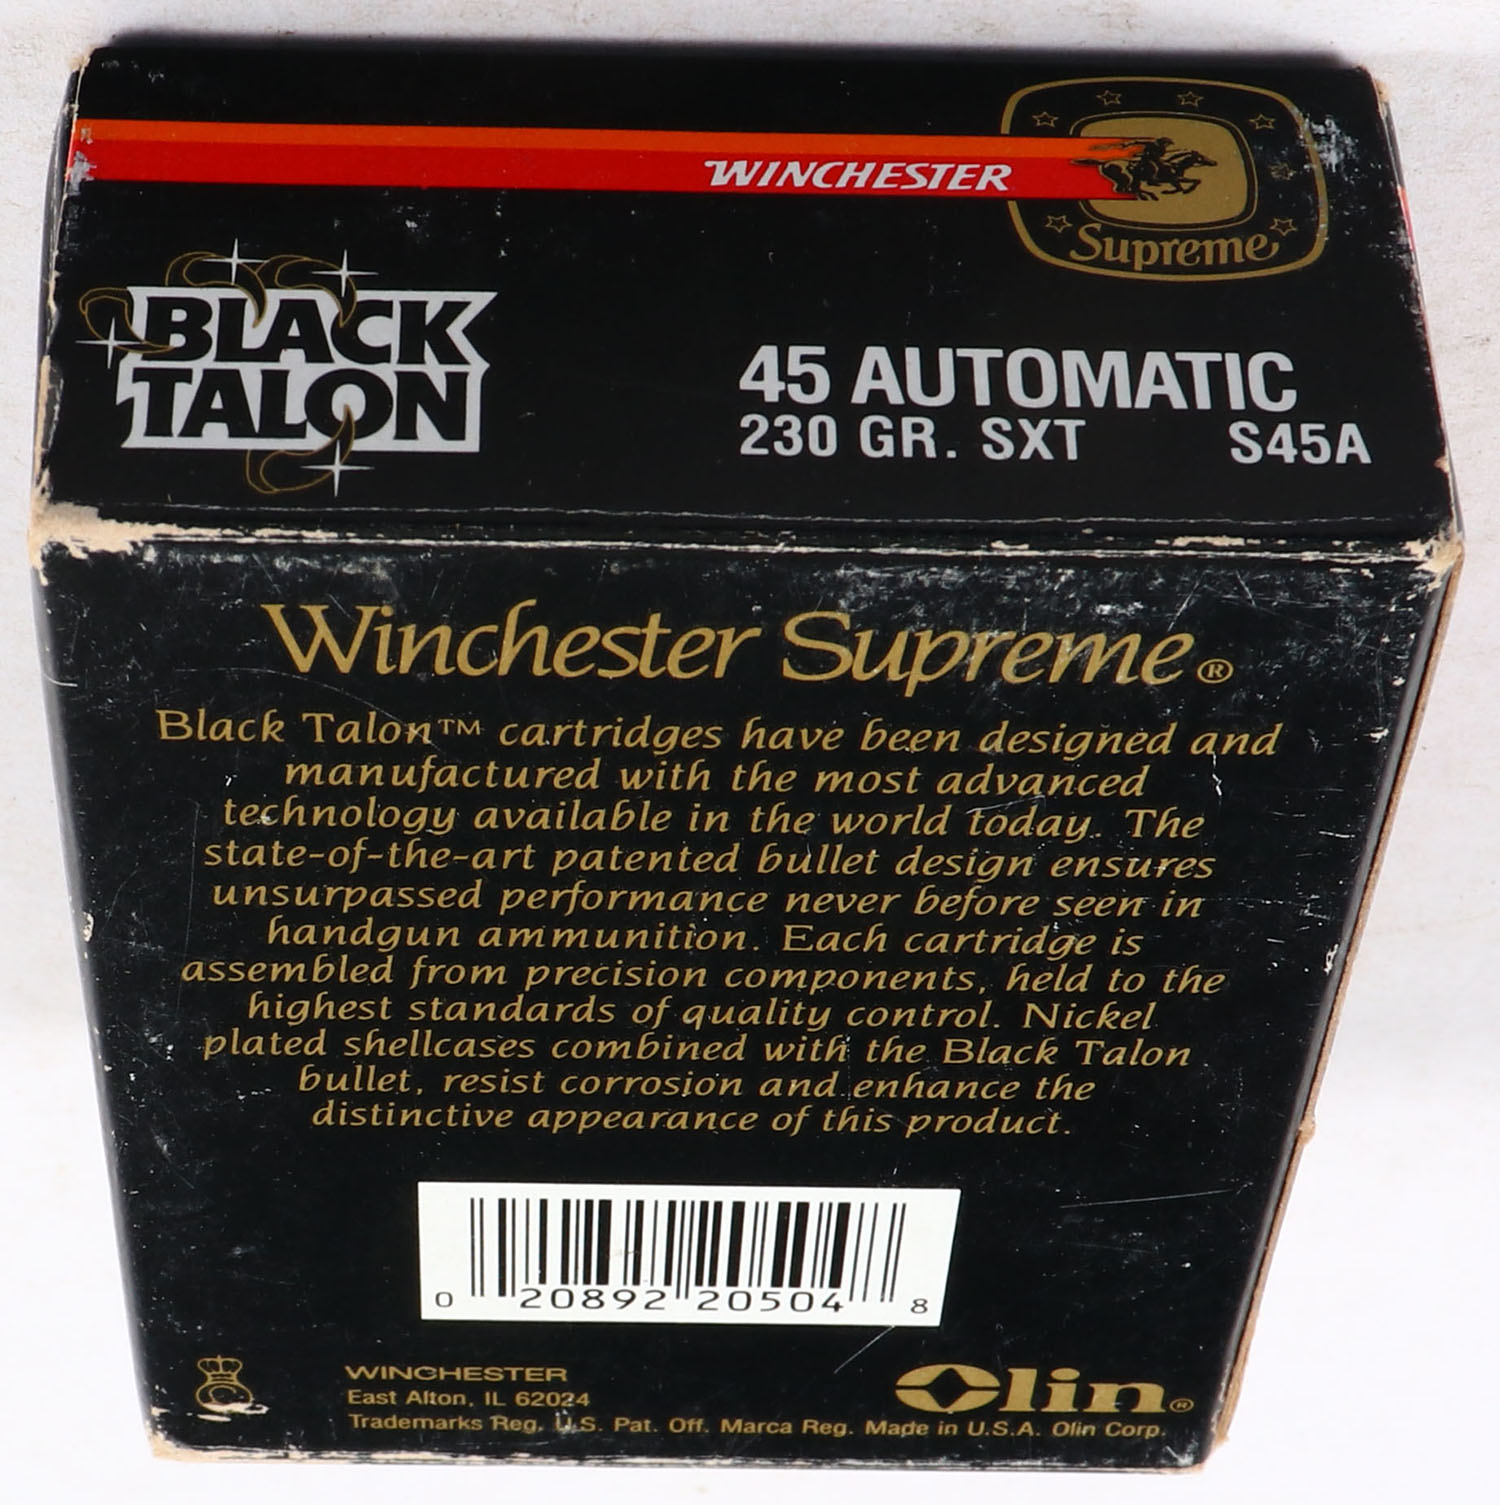 WINCHESTER
Supreme
BLACK
TALON
45 AUTOMATIC
230 GR. SXT S45A
Winchester Supreme®
Black Talon™ cartridges have been designed and
manufactured with the most advanced
technology available in the world today. The
state-of-the-art patented bullet design ensures
unsurpassed performance never before seen in
handgun ammunition. Each cartridge is
assembled from precision components, held to the
highest standards of quality control. Nickel
plated shellcases combined with the Black Talon
bullet, resist corrosion and enhance the
distinctive appearance of this product.
0 20892 20504 8
WINCHESTER
East Alton, IL 62024
Trademarks Reg. U.S. Pat. Off. Marca Reg. Made in U.S.A. Olin Corp.
Olin®